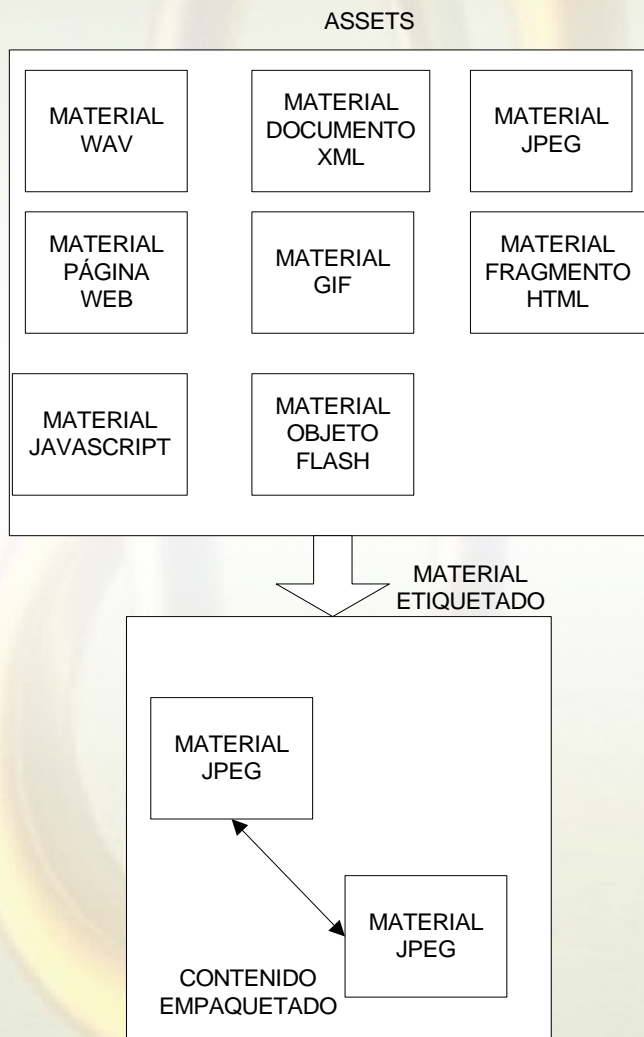 ASSETS
MATERIAL
WAV
MATERIAL
DOCUMENTO
XML
MATERIAL
JPEG
MATERIAL
PÁGINA
WEB
MATERIAL
GIF
MATERIAL
FRAGMENTO
HTML
MATERIAL
JAVASCRIPT
MATERIAL
OBJETO
FLASH
MATERIAL
ETIQUETADO
MATERIAL
JPEG
MATERIAL
JPEG
CONTENIDO
EMPAQUETADO